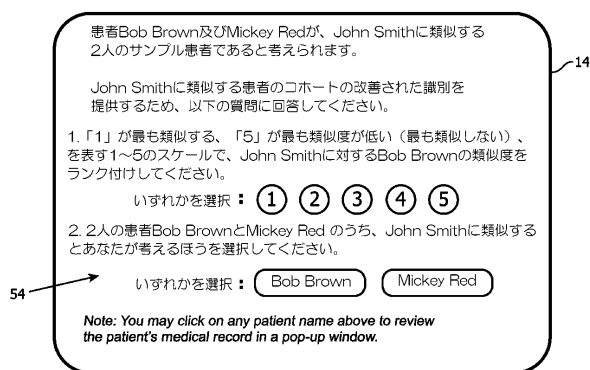 患者Bob Brown及びMickey Redが、John Smithに類似する
2人のサンプル患者であると考えられます。
14
John Smithに類似する患者のコホートの改善された識別を
提供するため、以下の質問に回答してください。
1.「1」が最も類似する、「5」が最も類似度が低い（最も類似しない）、
を表す1～5のスケールで、John Smithに対するBob Brownの類似度を
ランク付けしてください。
いずれかを選択： 1 2 3 4 5
2. 2人の患者Bob BrownとMickey Red のうち、John Smithに類似する
とあなたが考えるほうを選択してください。
54
いずれかを選択： Bob Brown Mickey Red
Note: You may click on any patient name above to review
the patient's medical record in a pop-up window.